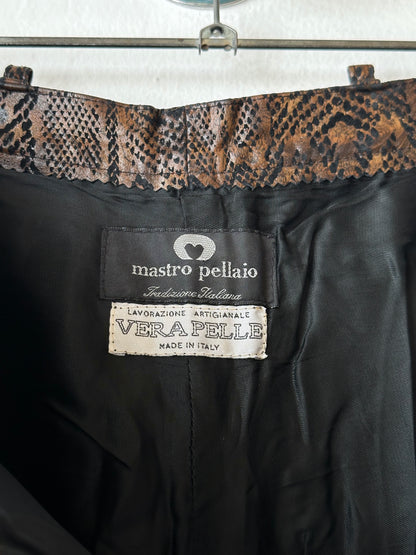 mastro pellaio
Tradizione Italiana
LAVORAZIONE ARTIGIANALE
VERA PELLE
MADE IN ITALY